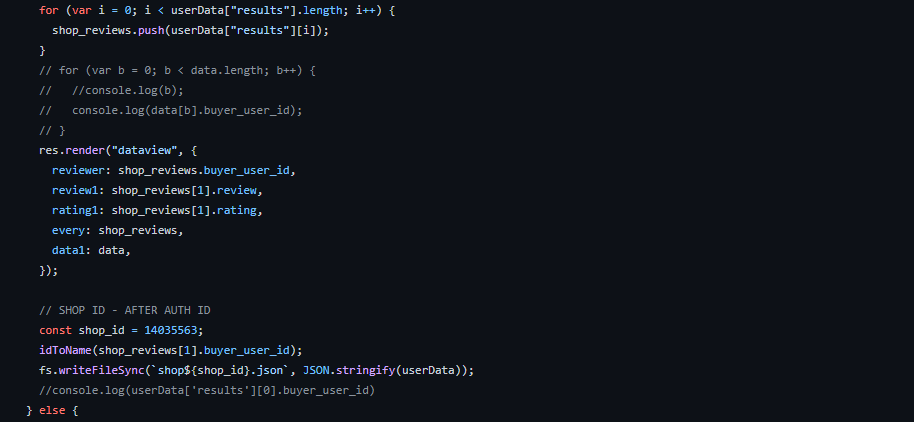 for (var i = 0; i < userData["results"].length; i++) {
shop_reviews.push(userData["results"][i]);
}
// for (var b = 0; b < data.length; b++) {
//   //console.log(b);
//   console.log(data[b].buyer_user_id);
// }
res.render("dataview", {
reviewer: shop_reviews.buyer_user_id,
review1: shop_reviews[1].review,
rating1: shop_reviews[1].rating,
every: shop_reviews,
data1: data,
});
// SHOP ID - AFTER AUTH ID
const shop_id = 14035563;
idToName(shop_reviews[1].buyer_user_id);
fs.writeFileSync(`shop${shop_id}.json`, JSON.stringify(userData));
//console.log(userData['results'][0].buyer_user_id)
} else {